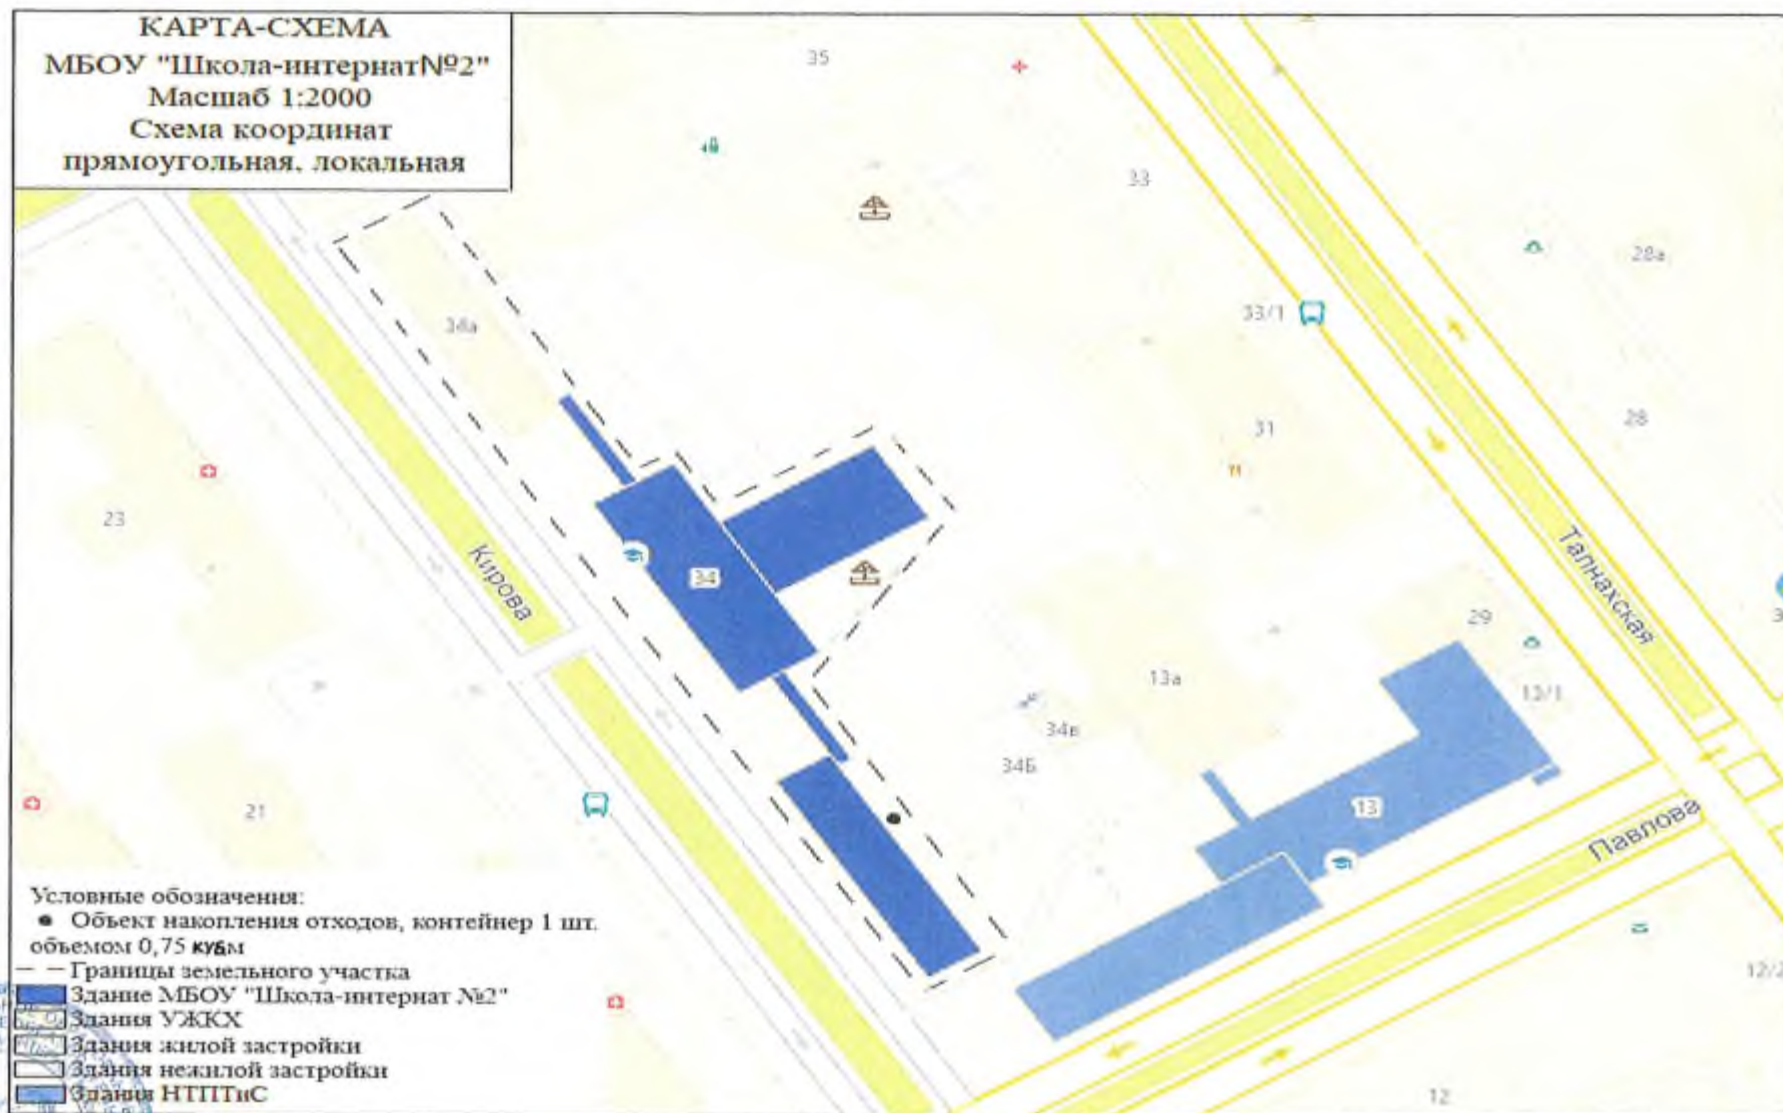 КАРТА-СХЕМА
МБОУ "Школа-интернат№2"
Масштаб 1:2000
Схема координат
прямоугольная, локальная
35
33
28а
33/1
34а
28
31
23
Кирова
34
Талнахская
29
13а
13/1
34в
34Б
21
13
Павлова
Условные обозначения:
Объект накопления отходов, контейнер 1 шт.
объемом 0,75 кубм
Границы земельного участка
Здание МБОУ "Школа-интернат №2"
Здания УЖКХ
Здания жилой застройки
Здания нежилой застройки
Здания НТПТиС
12/2
12